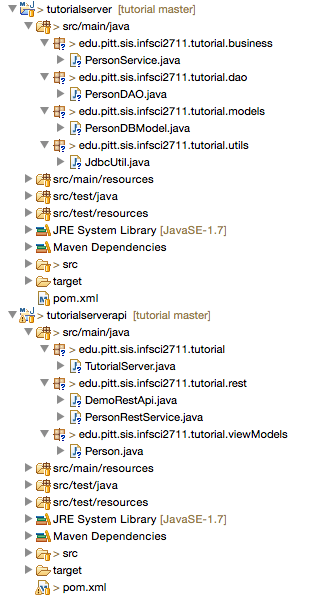 > tutorialserver [tutorial master]
> src/main/java
> edu.pitt.sis.infsci2711.tutorial.business
> PersonService.java
> edu.pitt.sis.infsci2711.tutorial.dao
> PersonDAO.java
> edu.pitt.sis.infsci2711.tutorial.models
> PersonDBModel.java
> edu.pitt.sis.infsci2711.tutorial.utils
> JdbcUtil.java
src/main/resources
src/test/java
src/test/resources
JRE System Library [JavaSE-1.7]
Maven Dependencies
> src
target
pom.xml
> tutorialserverapi [tutorial master]
> src/main/java
> edu.pitt.sis.infsci2711.tutorial
> TutorialServer.java
> edu.pitt.sis.infsci2711.tutorial.rest
> DemoRestApi.java
> PersonRestService.java
> edu.pitt.sis.infsci2711.tutorial.viewModels
> Person.java
src/main/resources
src/test/java
src/test/resources
JRE System Library [JavaSE-1.7]
Maven Dependencies
> src
target
> pom.xml